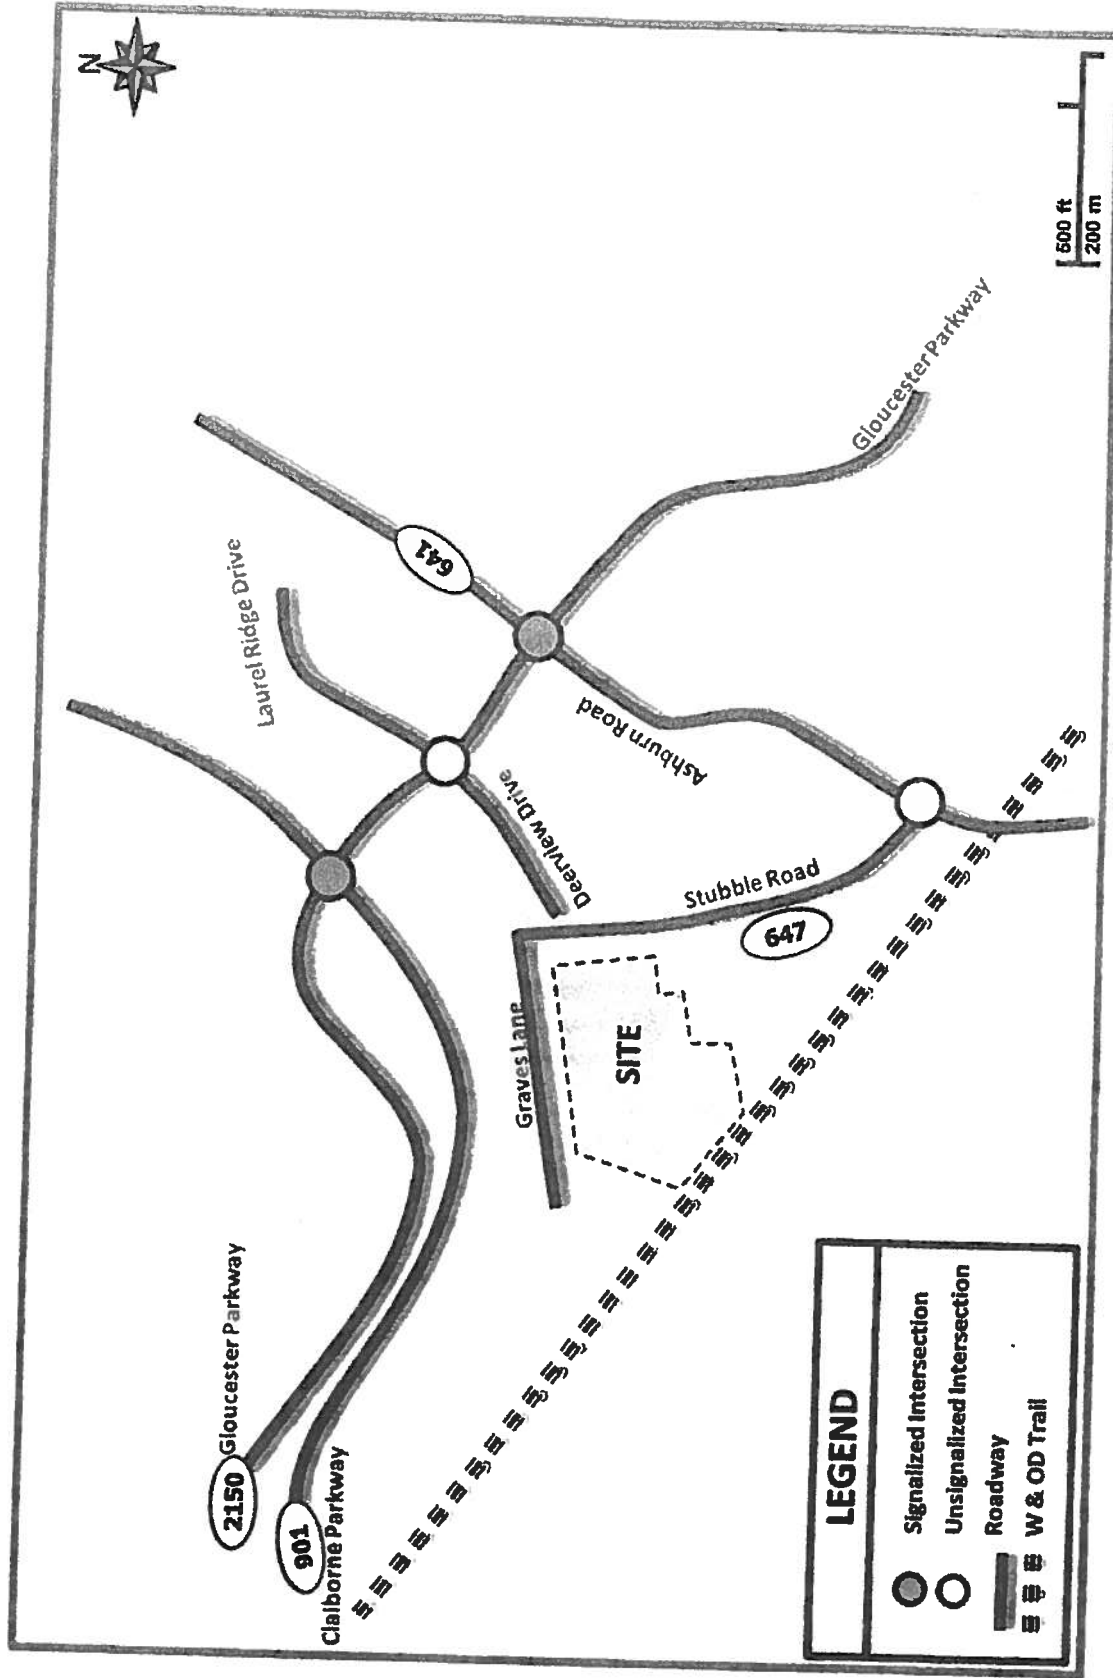 N
2150
Gloucester Parkway
901
Claiborne Parkway
Laurel Ridge Drive
641
Deerview Drive
Ashburn Road
Gloucester Parkway
Graves Lane
SITE
Stubble Road
647
LEGEND
Signalized Intersection
Unsignalized Intersection
Roadway
W & OD Trail
500 ft
200 m